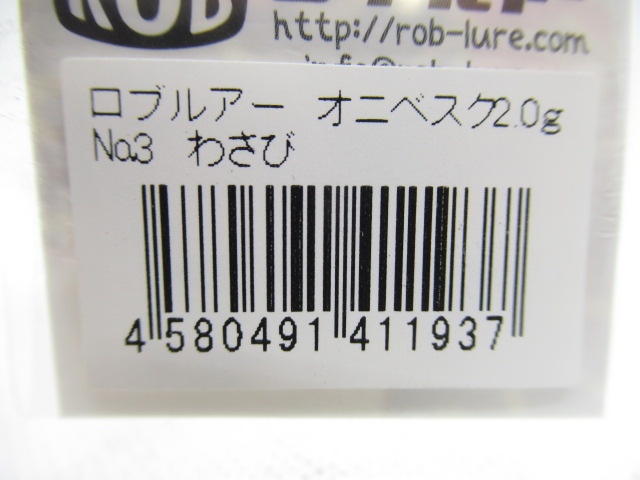 ROB
http://rob-lure.com
ロブルアー オニベスク2.0g
No.3 わさび
4 580491 411937